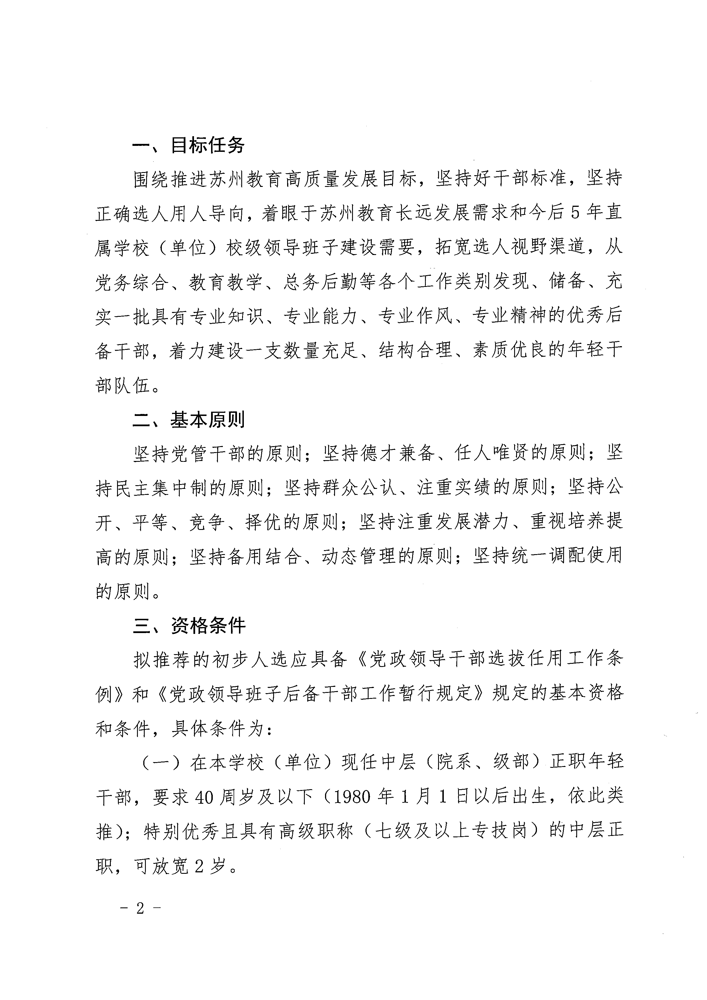 一、目标任务
围绕推进苏州教育高质量发展目标，坚持好干部标准，坚持
正确选人用人导向，着眼于苏州教育长远发展需求和今后 5 年直
属学校（单位）校级领导班子建设需要，拓宽选人视野渠道，从
党务综合、教育教学、总务后勤等各个工作类别发现、储备、充
实一批具有专业知识、专业能力、专业作风、专业精神的优秀后
备干部，着力建设一支数量充足、结构合理、素质优良的年轻干
部队伍。
二、基本原则
坚持党管干部的原则；坚持德才兼备、任人唯贤的原则；坚
持民主集中制的原则；坚持群众公认、注重实绩的原则；坚持公
开、平等、竞争、择优的原则；坚持注重发展潜力、重视培养提
高的原则；坚持备用结合、动态管理的原则；坚持统一调配使用
的原则。
三、资格条件
拟推荐的初步人选应具备《党政领导干部选拔任用工作条
例》和《党政领导班子后备干部工作暂行规定》规定的基本资格
和条件，具体条件为：
（一）在本学校（单位）现任中层（院系、级部）正职年轻
干部，要求 40 周岁及以下（1980 年 1 月 1 日以后出生，依此类
推）；特别优秀且具有高级职称（七级及以上专技岗）的中层正
职，可放宽 2 岁。
- 2 -